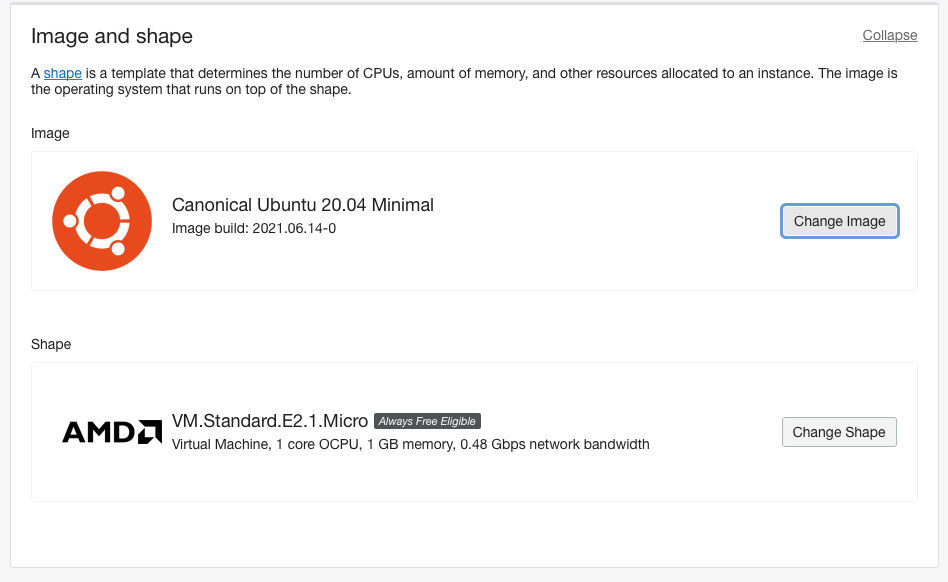 Image and shape
Collapse
A shape is a template that determines the number of CPUs, amount of memory, and other resources allocated to an instance. The image is
the operating system that runs on top of the shape.
Image
Canonical Ubuntu 20.04 Minimal
Image build: 2021.06.14-0
Change Image
Shape
AMD
VM.Standard.E2.1.Micro Always Free Eligible
Virtual Machine, 1 core OCPU, 1 GB memory, 0.48 Gbps network bandwidth
Change Shape